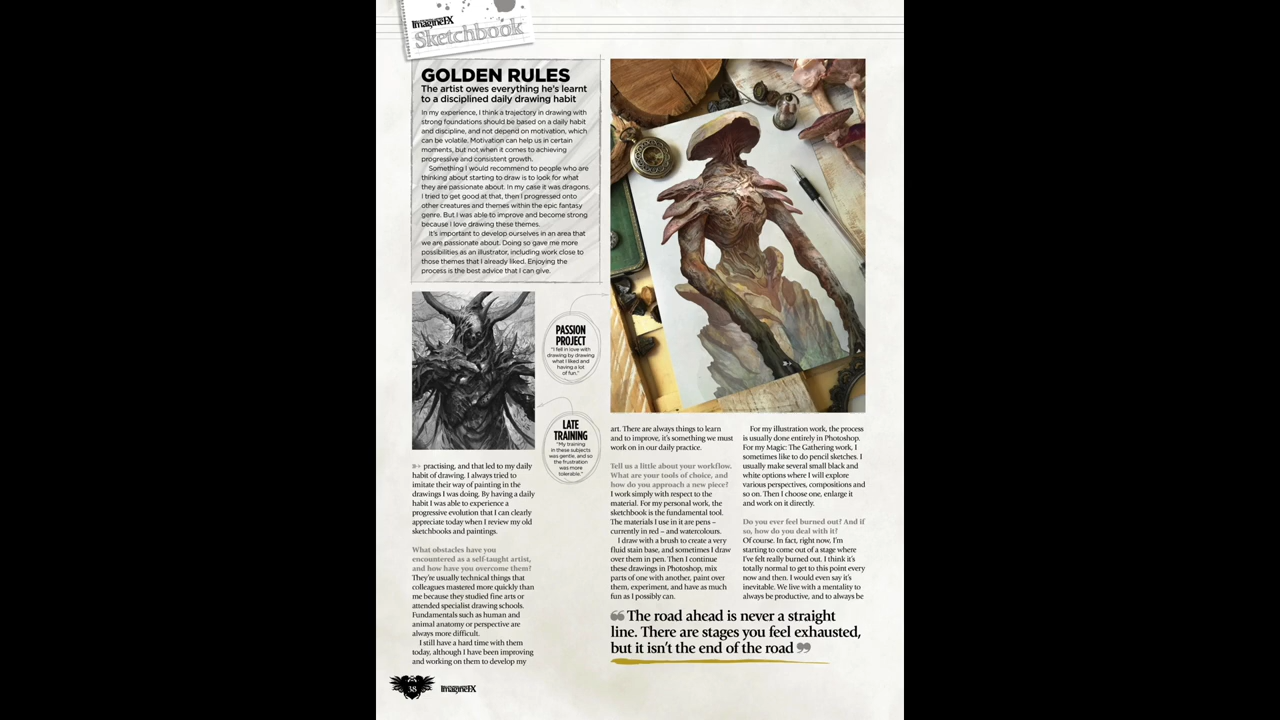 ImagineFX
Sketchbook
GOLDEN RULES
The artist owes everything he's learnt
to a disciplined daily drawing habit
In my experience, I think a trajectory in drawing with
strong foundations should be based on a daily habit
and discipline, and not depend on motivation, which
can be volatile. Motivation can help us in certain
moments, but not when it comes to achieving
progressive and consistent growth.
Something I would recommend to people who are
thinking about starting to draw is to look for what
they are passionate about. In my case it was dragons.
I tried to get good at that, then I progressed onto
other creatures and themes within the epic fantasy
genre. But I was able to improve and become strong
because I love drawing these themes.
It's important to develop ourselves in an area that
we are passionate about. Doing so gave me more
possibilities as an illustrator, including work close to
those themes that I already liked. Enjoying the
process is the best advice that I can give.
PASSION
PROJECT
"I fell in love with
drawing by drawing
what I liked and
having a lot
of fun."
LATE
TRAINING
"My training
in these subjects
was gentle, and so
the frustration
was more
tolerable."
practising, and that led to my daily
habit of drawing. I always tried to
imitate their way of painting in the
drawings I was doing. By having a daily
habit I was able to experience a
progressive evolution that I can clearly
appreciate today when I review my old
sketchbooks and paintings.
What obstacles have you
encountered as a self-taught artist,
and how have you overcome them?
They're usually technical things that
colleagues mastered more quickly than
me because they studied fine arts or
attended specialist drawing schools.
Fundamentals such as human and
animal anatomy or perspective are
always more difficult.
I still have a hard time with them
today, although I have been improving
and working on them to develop my
art. There are always things to learn
and to improve, it's something we must
work on in our daily practice.
Tell us a little about your workflow.
What are your tools of choice, and
how do you approach a new piece?
I work simply with respect to the
material. For my personal work, the
sketchbook is the fundamental tool.
The materials I use in it are pens –
currently in red – and watercolours.
I draw with a brush to create a very
fluid stain base, and sometimes I draw
over them in pen. Then I continue
these drawings in Photoshop, mix
parts of one with another, paint over
them, experiment, and have as much
fun as I possibly can.
For my illustration work, the process
is usually done entirely in Photoshop.
For my Magic: The Gathering work, I
sometimes like to do pencil sketches. I
usually make several small black and
white options where I will explore
various perspectives, compositions and
so on. Then I choose one, enlarge it
and work on it directly.
Do you ever feel burned out? And if
so, how do you deal with it?
Of course. In fact, right now, I'm
starting to come out of a stage where
I've felt really burned out. I think it's
totally normal to get to this point every
now and then. I would even say it's
inevitable. We live with a mentality to
always be productive, and to always be
“ The road ahead is never a straight
line. There are stages you feel exhausted,
but it isn't the end of the road ”
38
ImagineFX